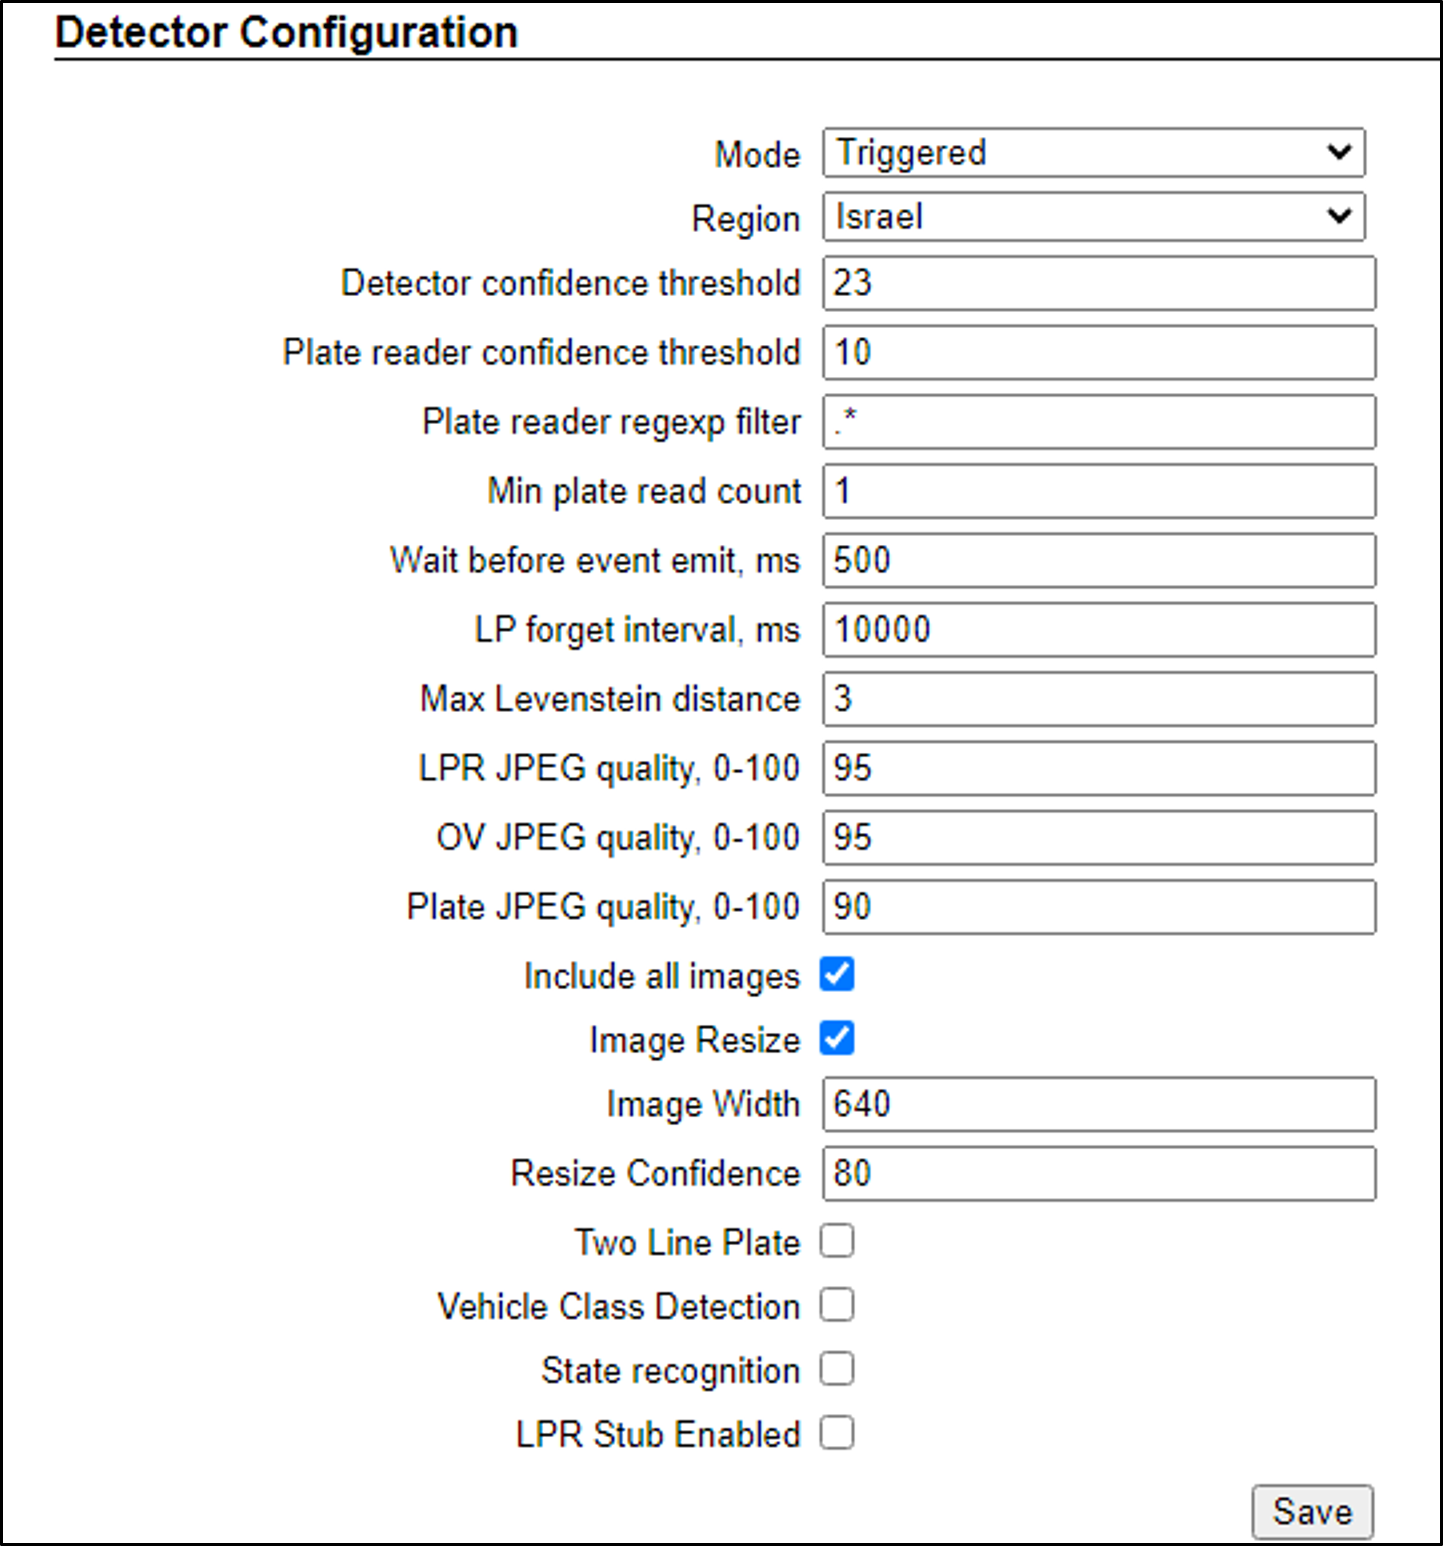 Detector Configuration
Mode Triggered
Region Israel
Detector confidence threshold 23
Plate reader confidence threshold 10
Plate reader regexp filter .*
Min plate read count 1
Wait before event emit, ms 500
LP forget interval, ms 10000
Max Levenstein distance 3
LPR JPEG quality, 0-100 95
OV JPEG quality, 0-100 95
Plate JPEG quality, 0-100 90
Include all images
Image Resize
Image Width 640
Resize Confidence 80
Two Line Plate
Vehicle Class Detection
State recognition
LPR Stub Enabled
Save